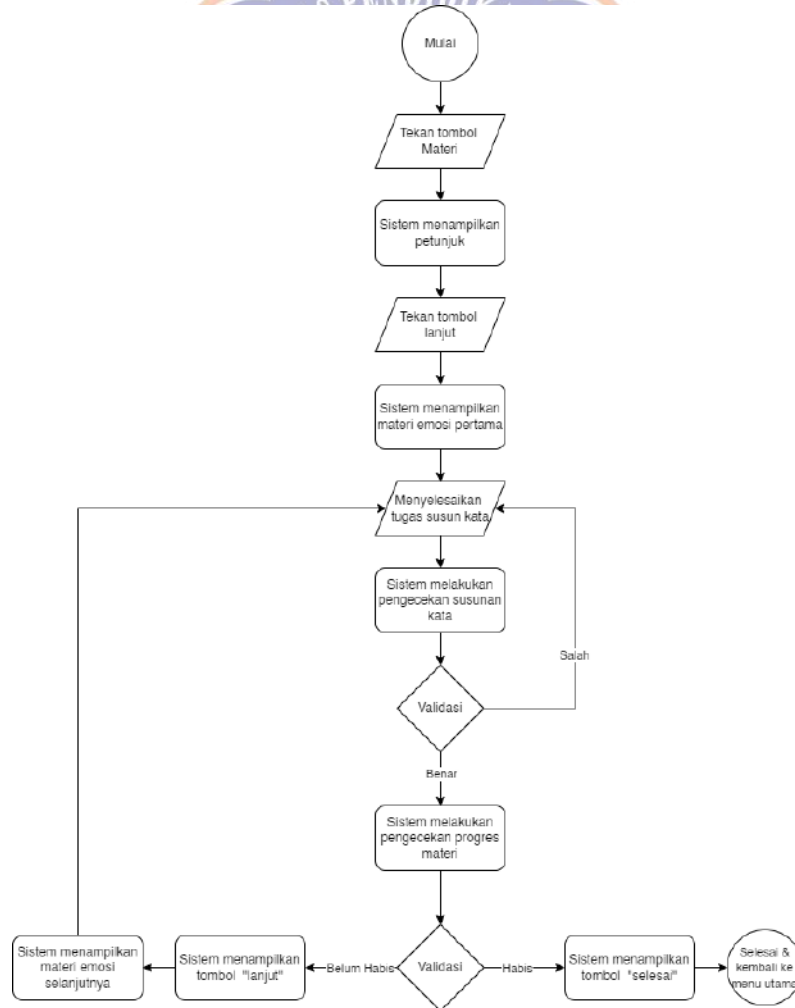 Mulai
Tekan tombol
Materi
Sistem menampilkan
petunjuk
Tekan tombol
lanjut
Sistem menampilkan
materi emosi pertama
Menyelesaikan
tugas susun kata
Sistem melakukan
pengecekan susunan
kata
Salah
Validasi
Benar
Sistem melakukan
pengecekan progres
materi
Sistem menampilkan
materi emosi
selanjutnya
Sistem menampilkan
tombol "lanjut"
Belum Habis
Validasi
Habis
Sistem menampilkan
tombol "selesai"
Selesai &
kembali ke
menu utama